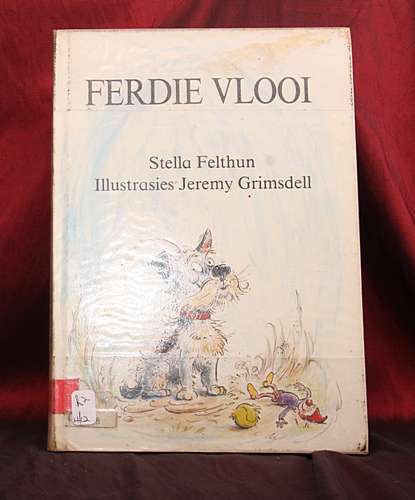 FERDIE VLOOI
Stella Felthun
Illustrasies Jeremy Grimsdell